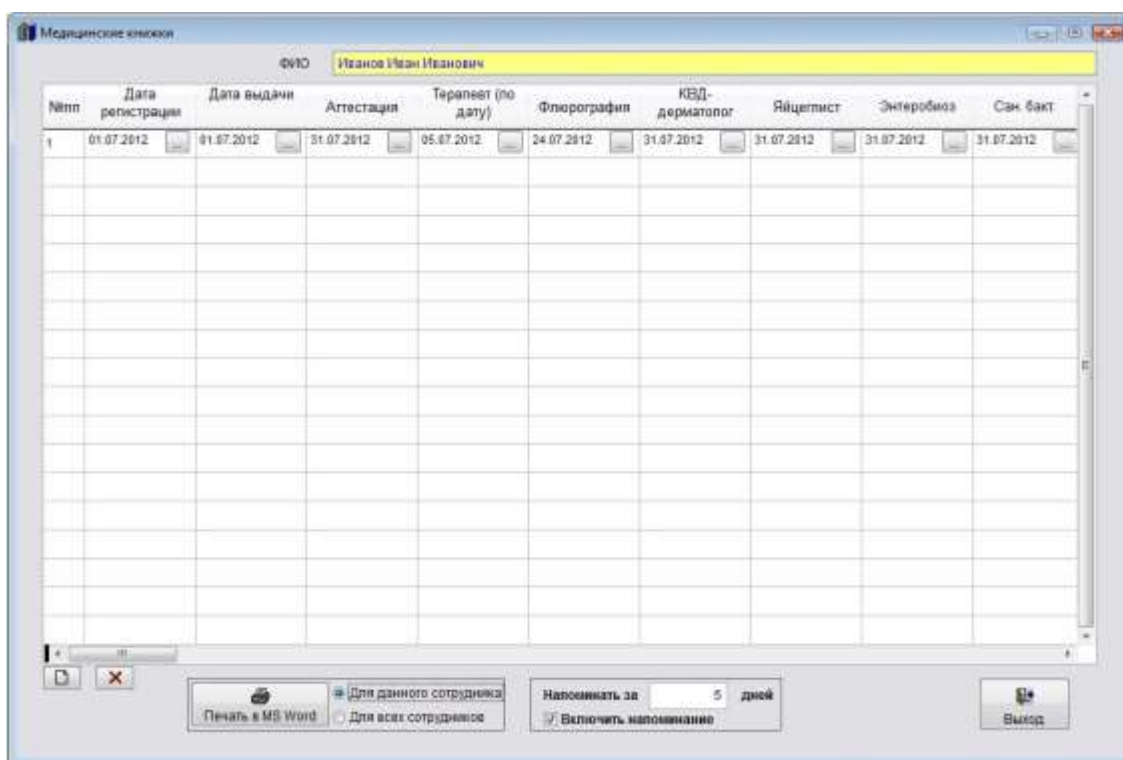 Медицинские книжки
ФИО Иванов Иван Иванович
№пп Дата регистрации Дата выдачи Аттестация Терапевт (по дату) Флюрография КВД-дерматолог Яйцеглист Энтеробиоз Сан. бакт
1 01.07.2012 ... 01.07.2012 ... 31.07.2012 ... 05.07.2012 ... 24.07.2012 ... 31.07.2012 ... 31.07.2012 ... 31.07.2012 ... 31.07.2012 ...
Печать в MS Word
Для данного сотрудника
Для всех сотрудников
Напоминать за 5 дней
Включить напоминание
Выход